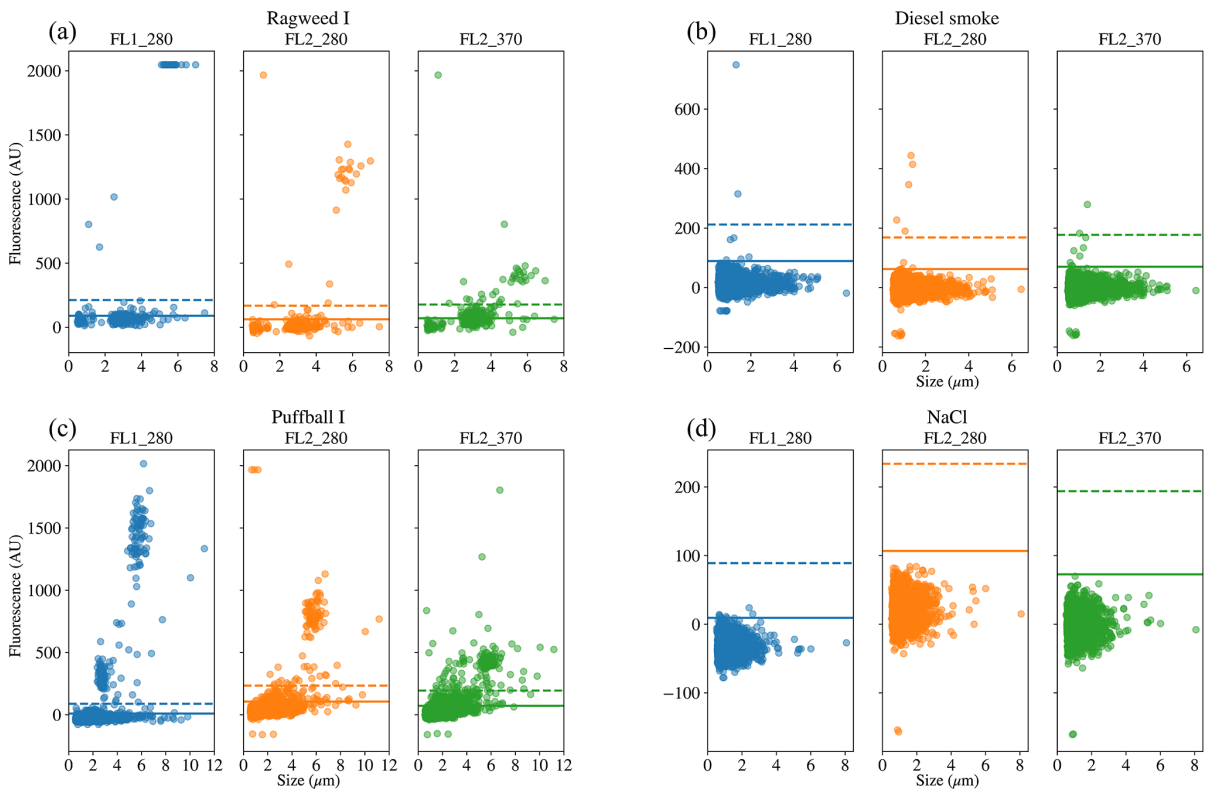 (a) Ragweed I
FL1_280 FL2_280 FL2_370
Fluorescence (AU)
2000
1500
1000
500
0
0 2 4 6 8 0 2 4 6 8 0 2 4 6 8
(b) Diesel smoke
FL1_280 FL2_280 FL2_370
600
400
200
0
−200
0 2 4 6 0 2 4 6 0 2 4 6
Size (μm)
(c) Puffball I
FL1_280 FL2_280 FL2_370
Fluorescence (AU)
2000
1500
1000
500
0
0 2 4 6 8 10 12 0 2 4 6 8 10 12 0 2 4 6 8 10 12
Size (μm)
(d) NaCl
FL1_280 FL2_280 FL2_370
200
100
0
−100
0 2 4 6 8 0 2 4 6 8 0 2 4 6 8
Size (μm)